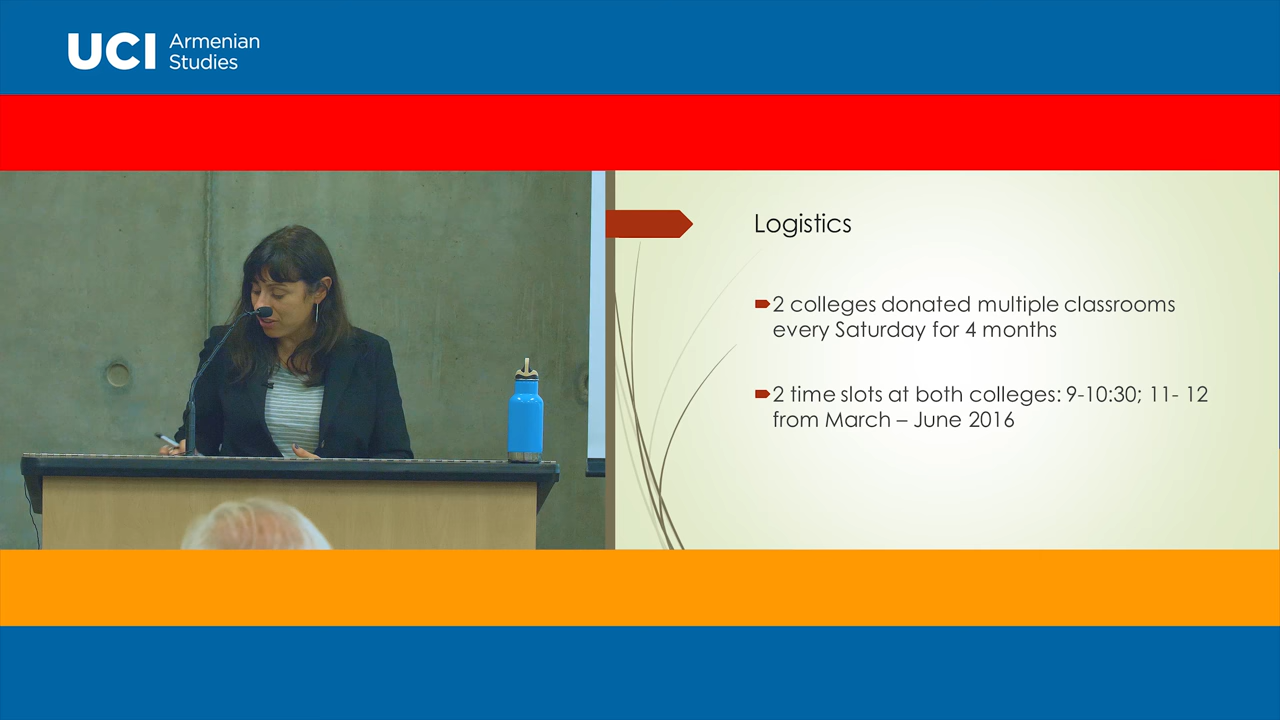 UCI Armenian
Studies
Logistics
2 colleges donated multiple classrooms
every Saturday for 4 months
2 time slots at both colleges: 9-10:30; 11- 12
from March – June 2016